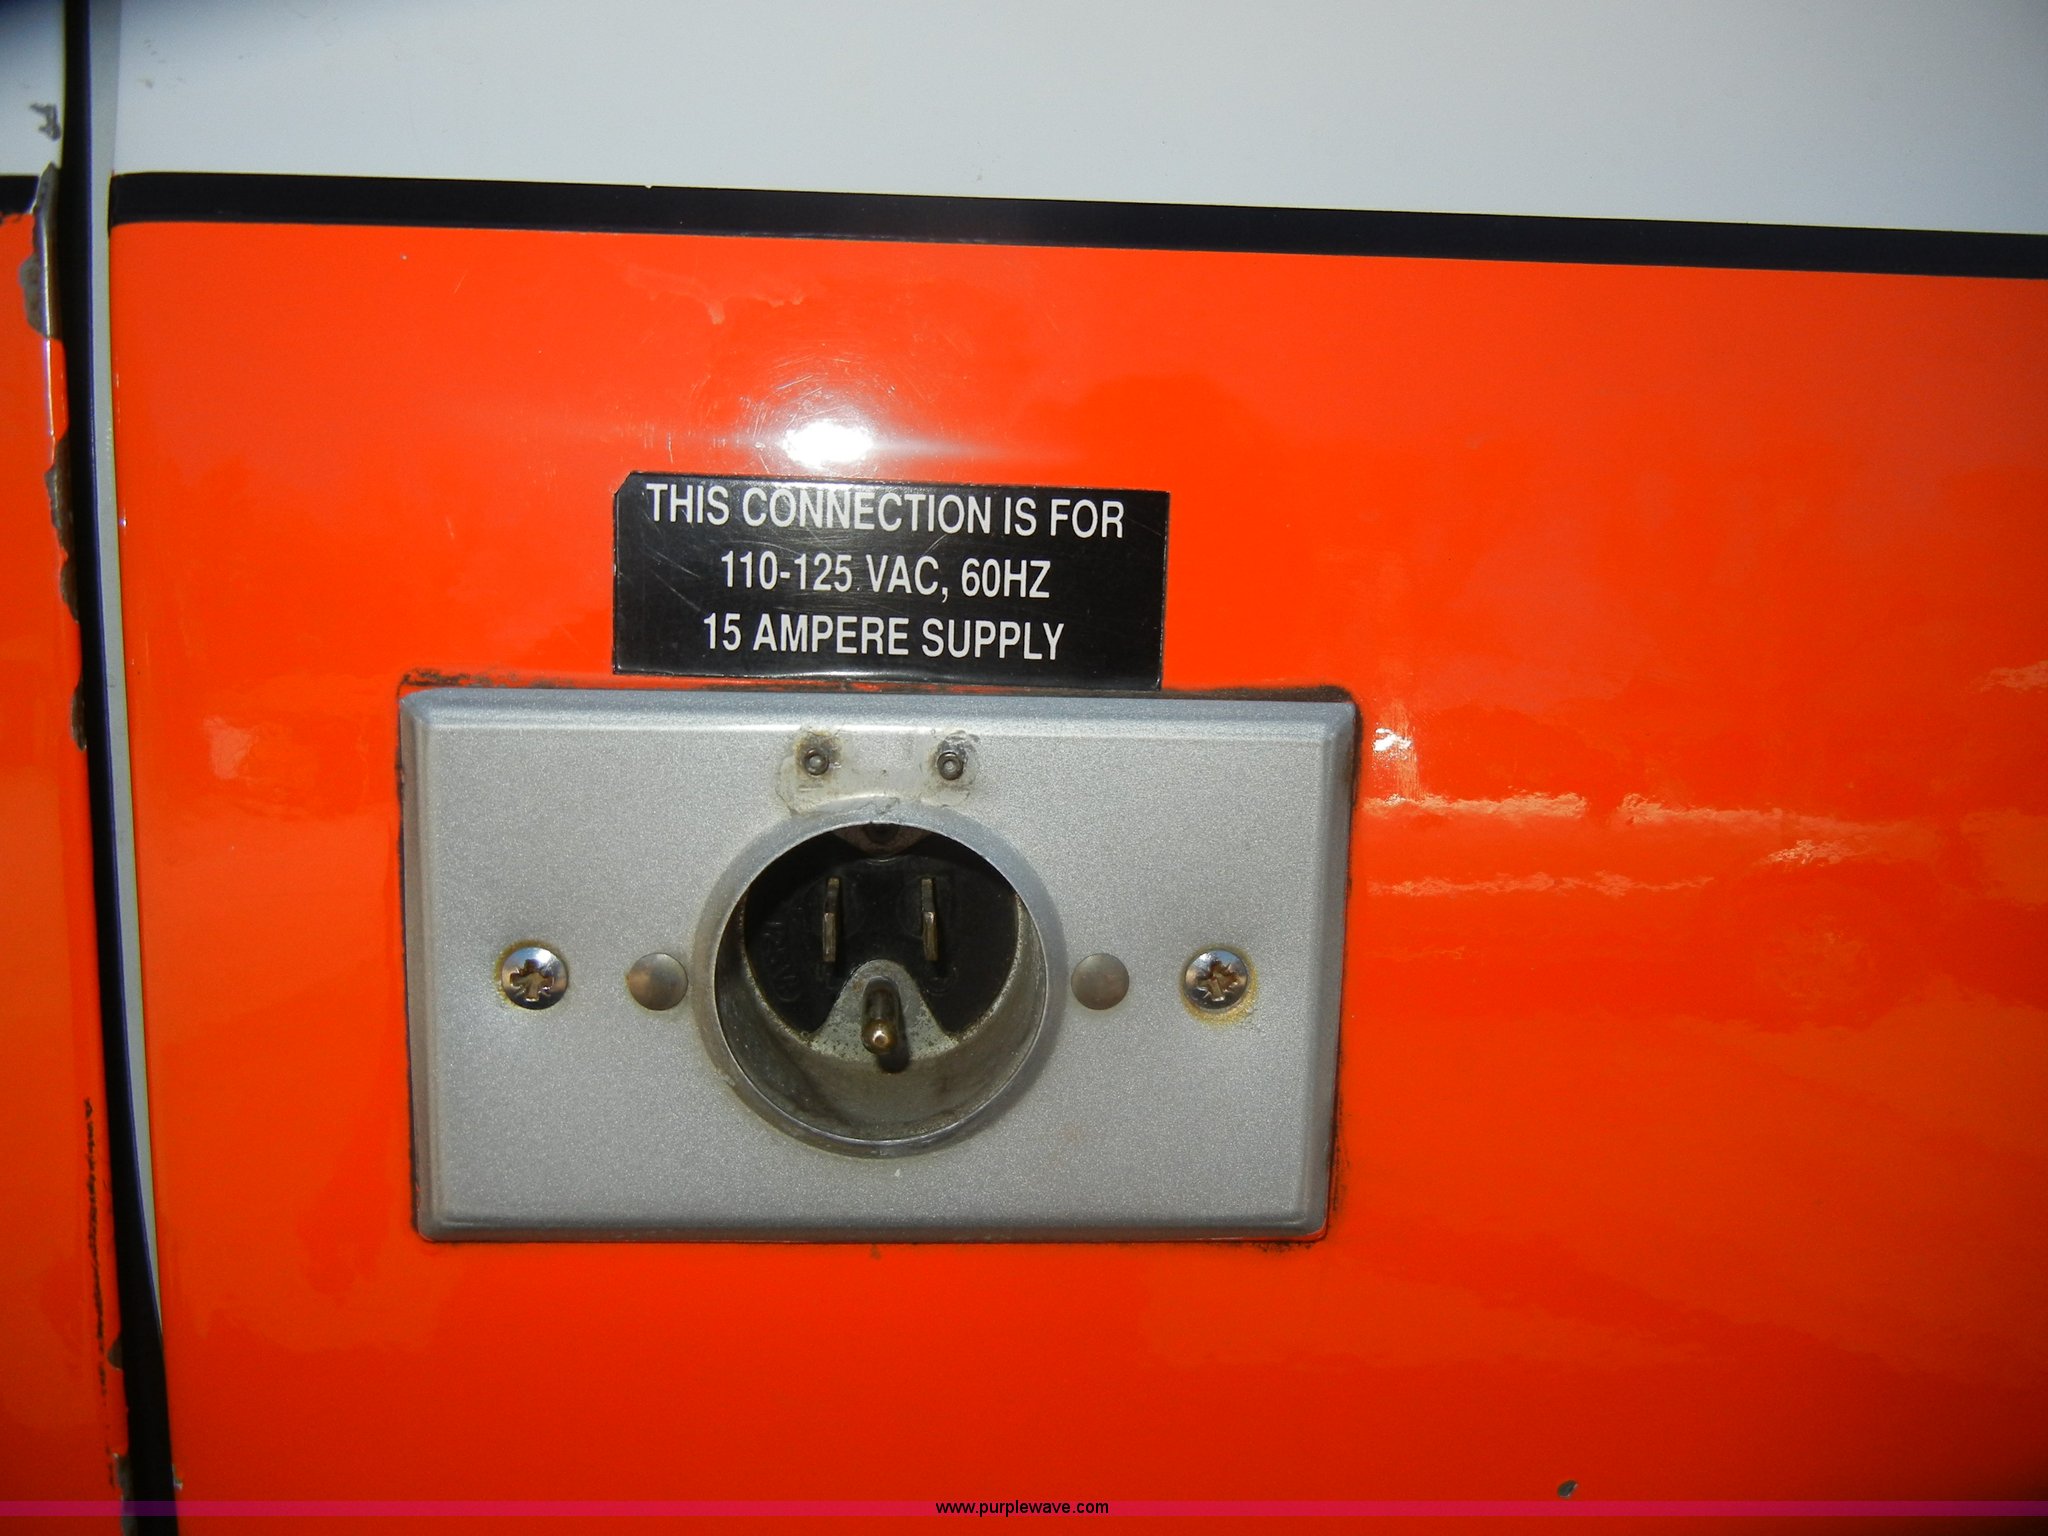 THIS CONNECTION IS FOR
110-125 VAC, 60HZ
15 AMPERE SUPPLY
www.purplewave.com